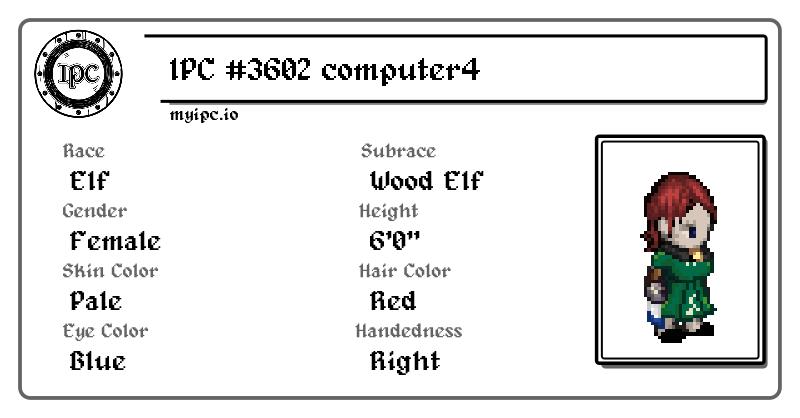 IPC
IPC #3602 computer4
myipc.io
Race
Elf
Subrace
Wood Elf
Gender
Female
Height
6'0"
Skin Color
Pale
Hair Color
Red
Eye Color
Blue
Handedness
Right